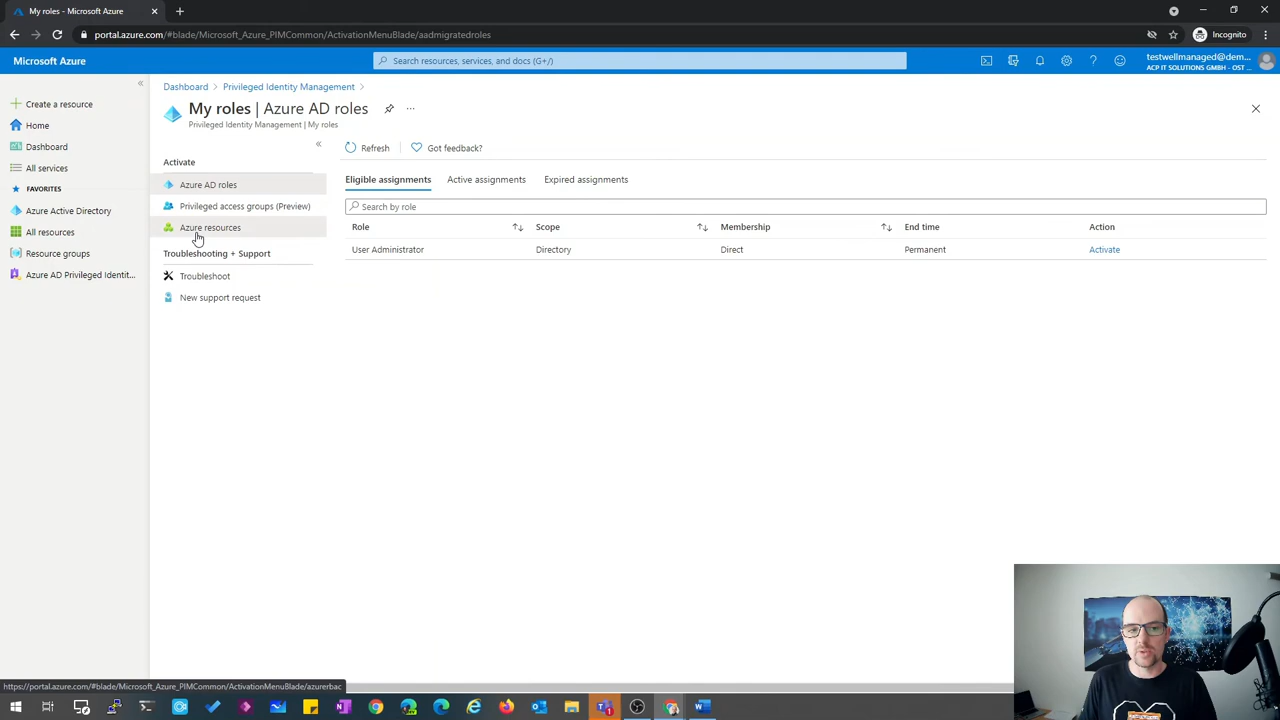 My roles - Microsoft Azure
portal.azure.com/#blade/Microsoft_Azure_PIMCommon/ActivationMenuBlade/aadmigratedroles
Incognito
Microsoft Azure
Search resources, services, and docs (G+/)
testwellmanaged@dem...
ACP IT SOLUTIONS GMBH - OST ...
Create a resource
Home
Dashboard
All services
FAVORITES
Azure Active Directory
All resources
Resource groups
Azure AD Privileged Identit...
Dashboard
Privileged Identity Management
My roles | Azure AD roles
Privileged Identity Management | My roles
Activate
Azure AD roles
Privileged access groups (Preview)
Azure resources
Troubleshooting + Support
Troubleshoot
New support request
Refresh
Got feedback?
Eligible assignments
Active assignments
Expired assignments
Search by role
Role Scope Membership End time Action
User Administrator Directory Direct Permanent Activate
https://portal.azure.com/#blade/Microsoft_Azure_PIMCommon/ActivationMenuBlade/azurerbac